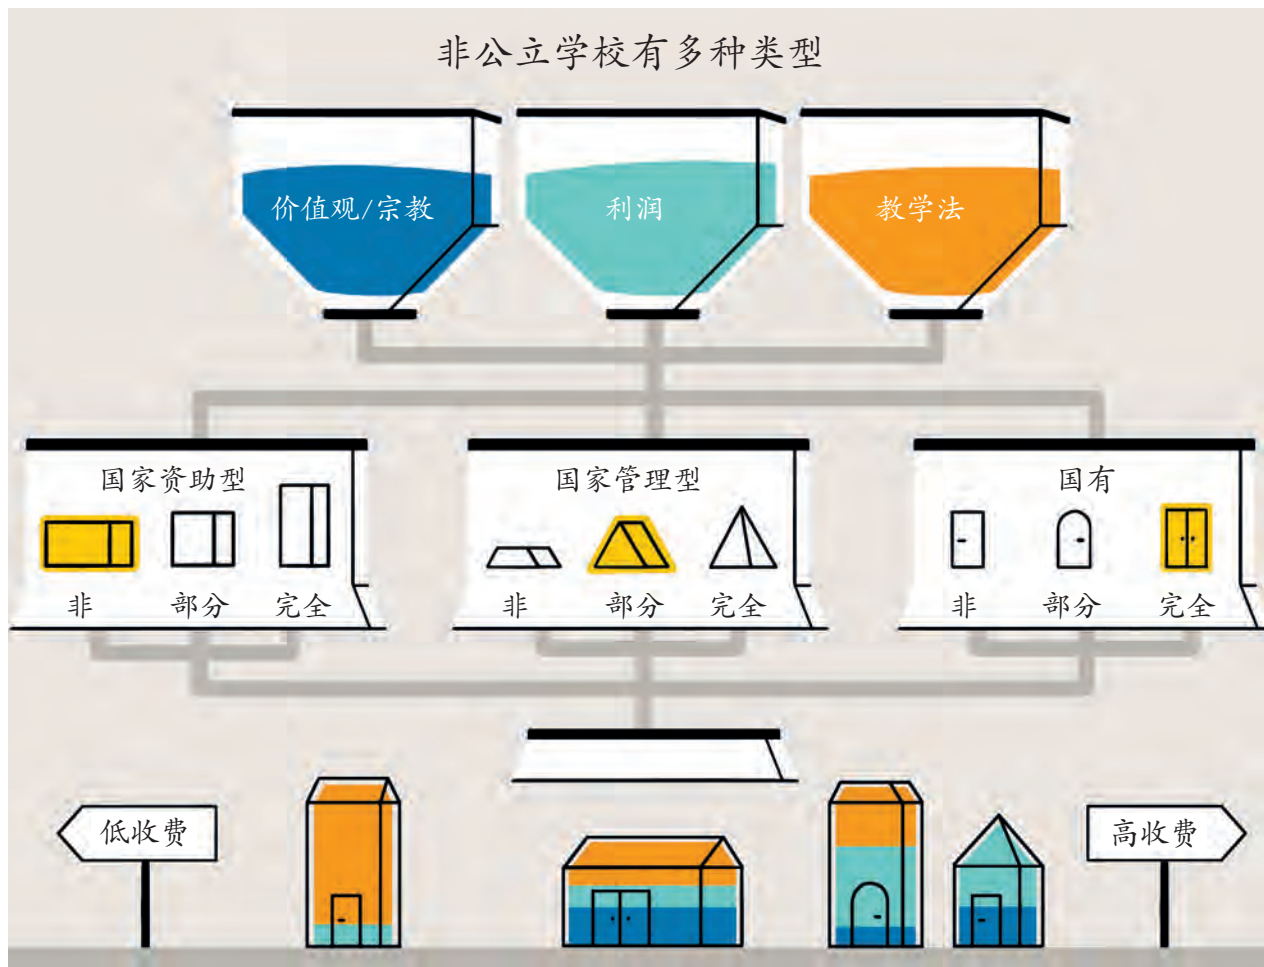 非公立学校有多种类型
价值观/宗教
利润
教学法
国家资助型
非
部分
完全
国家管理型
非
部分
完全
国有
非
部分
完全
低收费
高收费